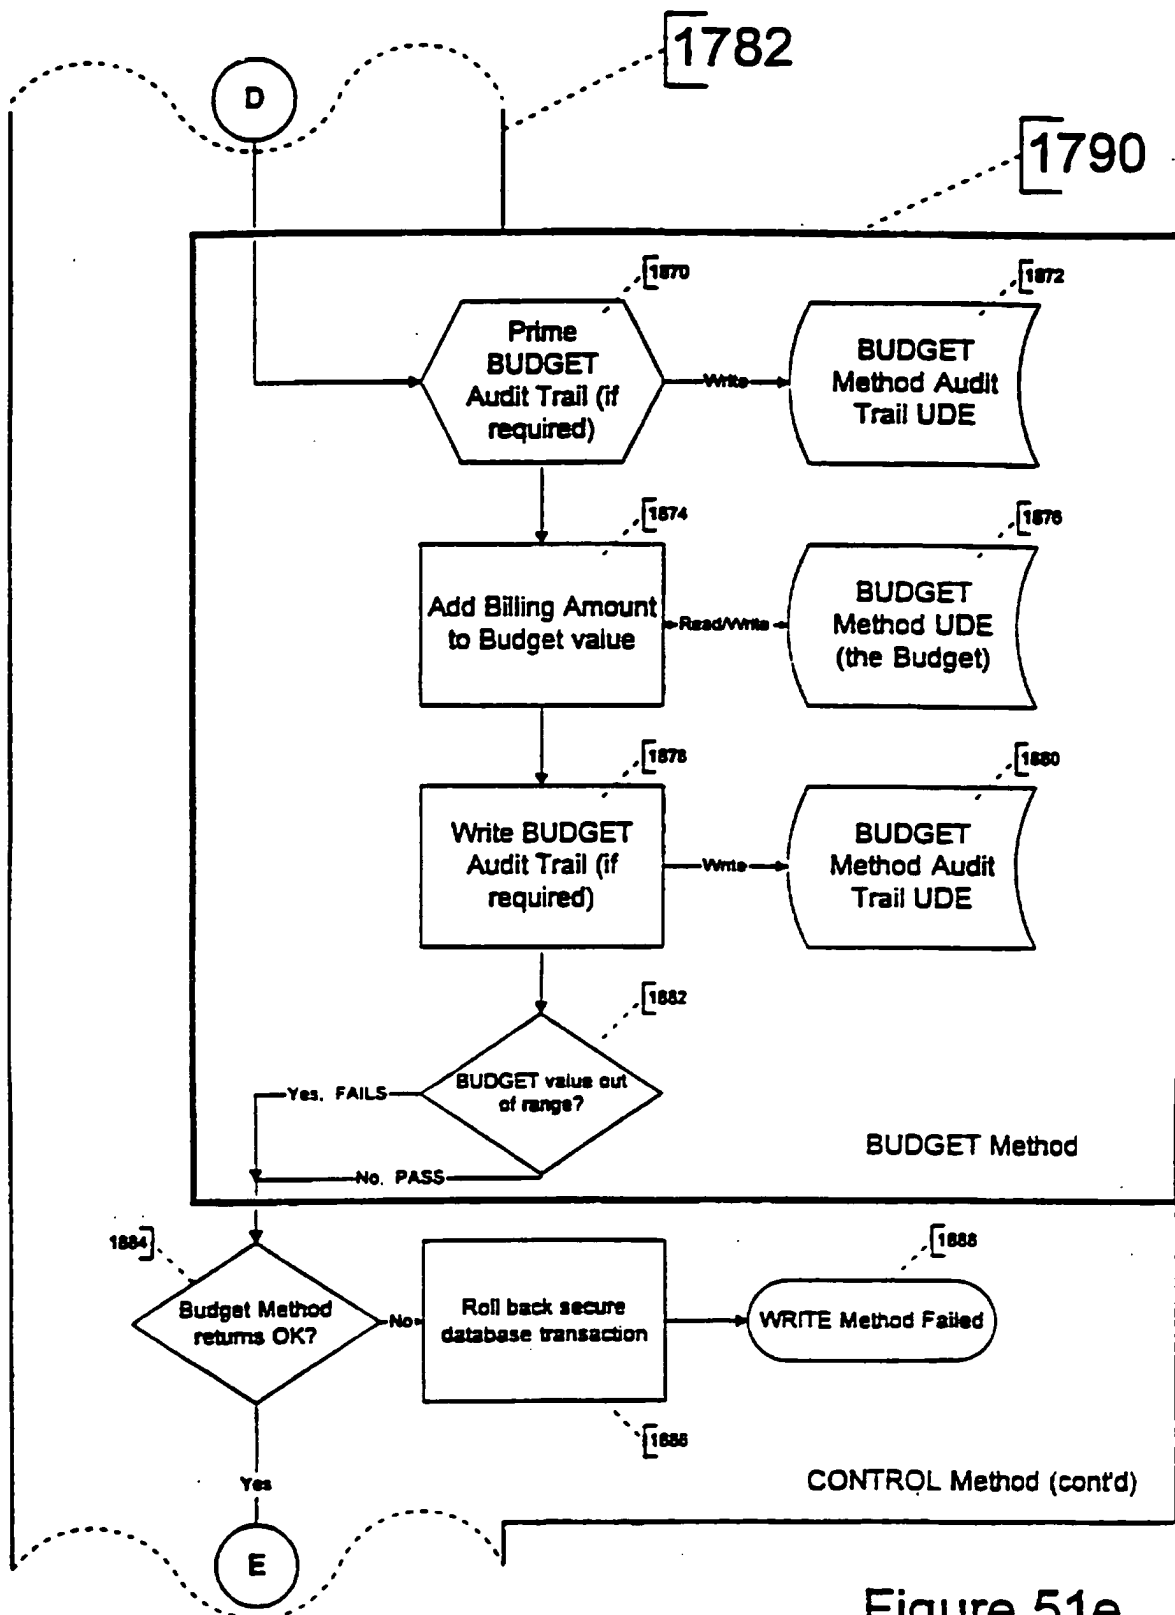 1782
D
1790
1870
1872
Prime
BUDGET
Audit Trail (if
required)
Write
BUDGET
Method Audit
Trail UDE
1874
1876
Add Billing Amount
to Budget value
Read/Write
BUDGET
Method UDE
(the Budget)
1878
1880
Write BUDGET
Audit Trail (if
required)
Write
BUDGET
Method Audit
Trail UDE
1882
BUDGET value out
of range?
Yes, FAILS
No, PASS
BUDGET Method
1884
1888
Budget Method
returns OK?
No
Roll back secure
database transaction
WRITE Method Failed
1886
Yes
CONTROL Method (cont'd)
E
Figure 51e